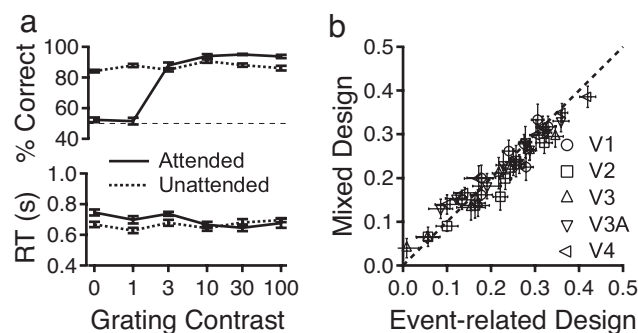 a
100
80
60
40
% Correct
Attended
Unattended
1.0
0.8
0.6
0.4
RT (s)
0 1 3 10 30 100
Grating Contrast
b
0.5
0.4
0.3
0.2
0.1
0.0
Mixed Design
V1
V2
V3
V3A
V4
0.0 0.1 0.2 0.3 0.4 0.5
Event-related Design